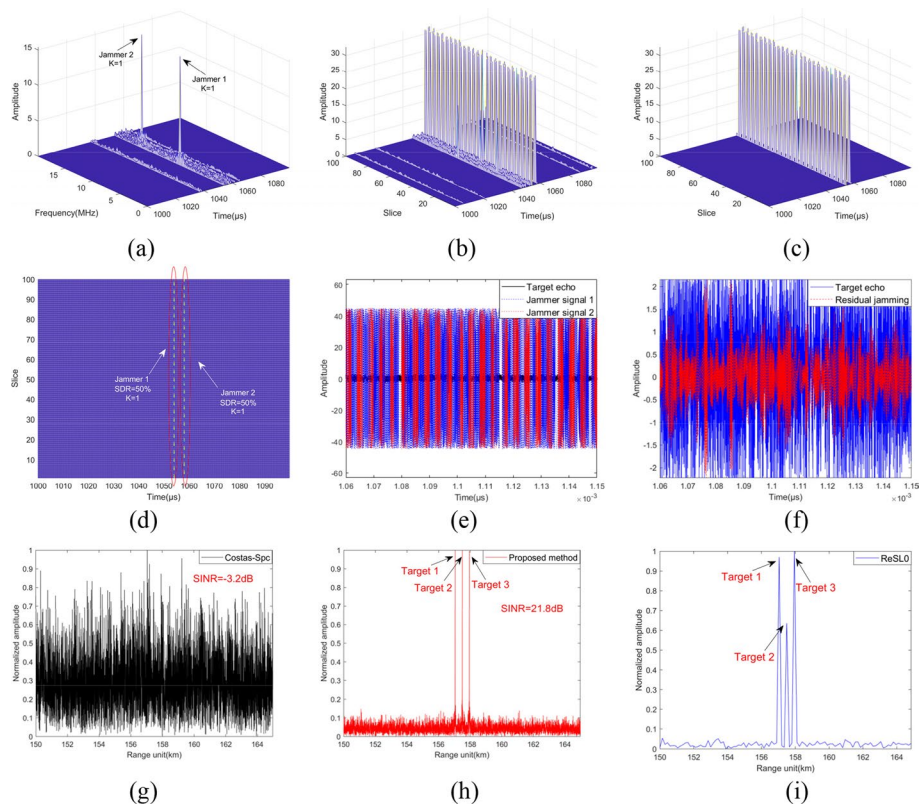 15
10
5
0
Amplitude
Jammer 2
K=1
Jammer 1
K=1
15
10
5
0
Frequency(MHz)
1000
1020
1040
1060
1080
Time(μs)
(a)
30
25
20
15
10
5
0
Amplitude
100
80
60
40
20
Slice
1000
1020
1040
1060
1080
Time(μs)
(b)
30
25
20
15
10
5
0
Amplitude
100
80
60
40
20
Slice
1000
1020
1040
1060
1080
Time(μs)
(c)
100
90
80
70
60
50
40
30
20
10
Slice
Jammer 1
SDR=50%
K=1
Jammer 2
SDR=50%
K=1
1000 1010 1020 1030 1040 1050 1060 1070 1080 1090
Time(μs)
(d)
60
40
20
0
-20
-40
-60
Amplitude
Target echo
Jammer signal 1
Jammer signal 2
1.06 1.07 1.08 1.09 1.1 1.11 1.12 1.13 1.14 1.15
Time(μs)
×10⁻³
(e)
2
1.5
1
0.5
0
-0.5
-1
-1.5
-2
Amplitude
Target echo
Residual jamming
1.06 1.07 1.08 1.09 1.1 1.11 1.12 1.13 1.14 1.15
Time(μs)
×10⁻³
(f)
1
0.9
0.8
0.7
0.6
0.5
0.4
0.3
0.2
0.1
0
Normalized amplitude
Costas-Spc
SINR=-3.2dB
150 152 154 156 158 160 162 164
Range unit(km)
(g)
1
0.9
0.8
0.7
0.6
0.5
0.4
0.3
0.2
0.1
0
Normalized amplitude
Proposed method
Target 1
Target 2
Target 3
SINR=21.8dB
150 152 154 156 158 160 162 164
Range unit(km)
(h)
1
0.9
0.8
0.7
0.6
0.5
0.4
0.3
0.2
0.1
0
Normalized amplitude
ReSL0
Target 1
Target 3
Target 2
150 152 154 156 158 160 162 164
Range unit(km)
(i)